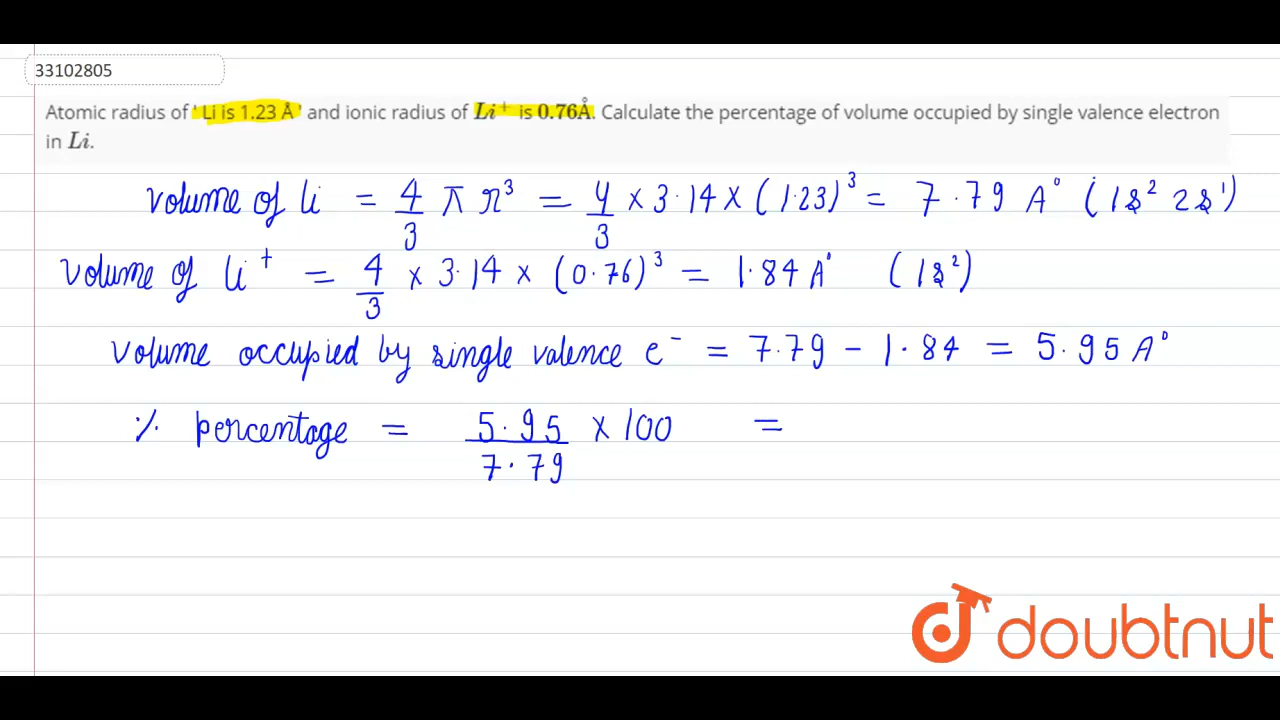 33102805
Atomic radius of ' Li is 1.23 Å ' and ionic radius of Li⁺ is 0.76Å. Calculate the percentage of volume occupied by single valence electron
in Li.
volume of Li = 4/3 π r³ = 4/3 × 3.14 × (1.23)³ = 7.79 A° (1s² 2s¹)
volume of Li⁺ = 4/3 × 3.14 × (0.76)³ = 1.84 A° (1s²)
volume occupied by single valence e⁻ = 7.79 − 1.84 = 5.95 A°
% percentage = 5.95/7.79 × 100 =
doubtnut